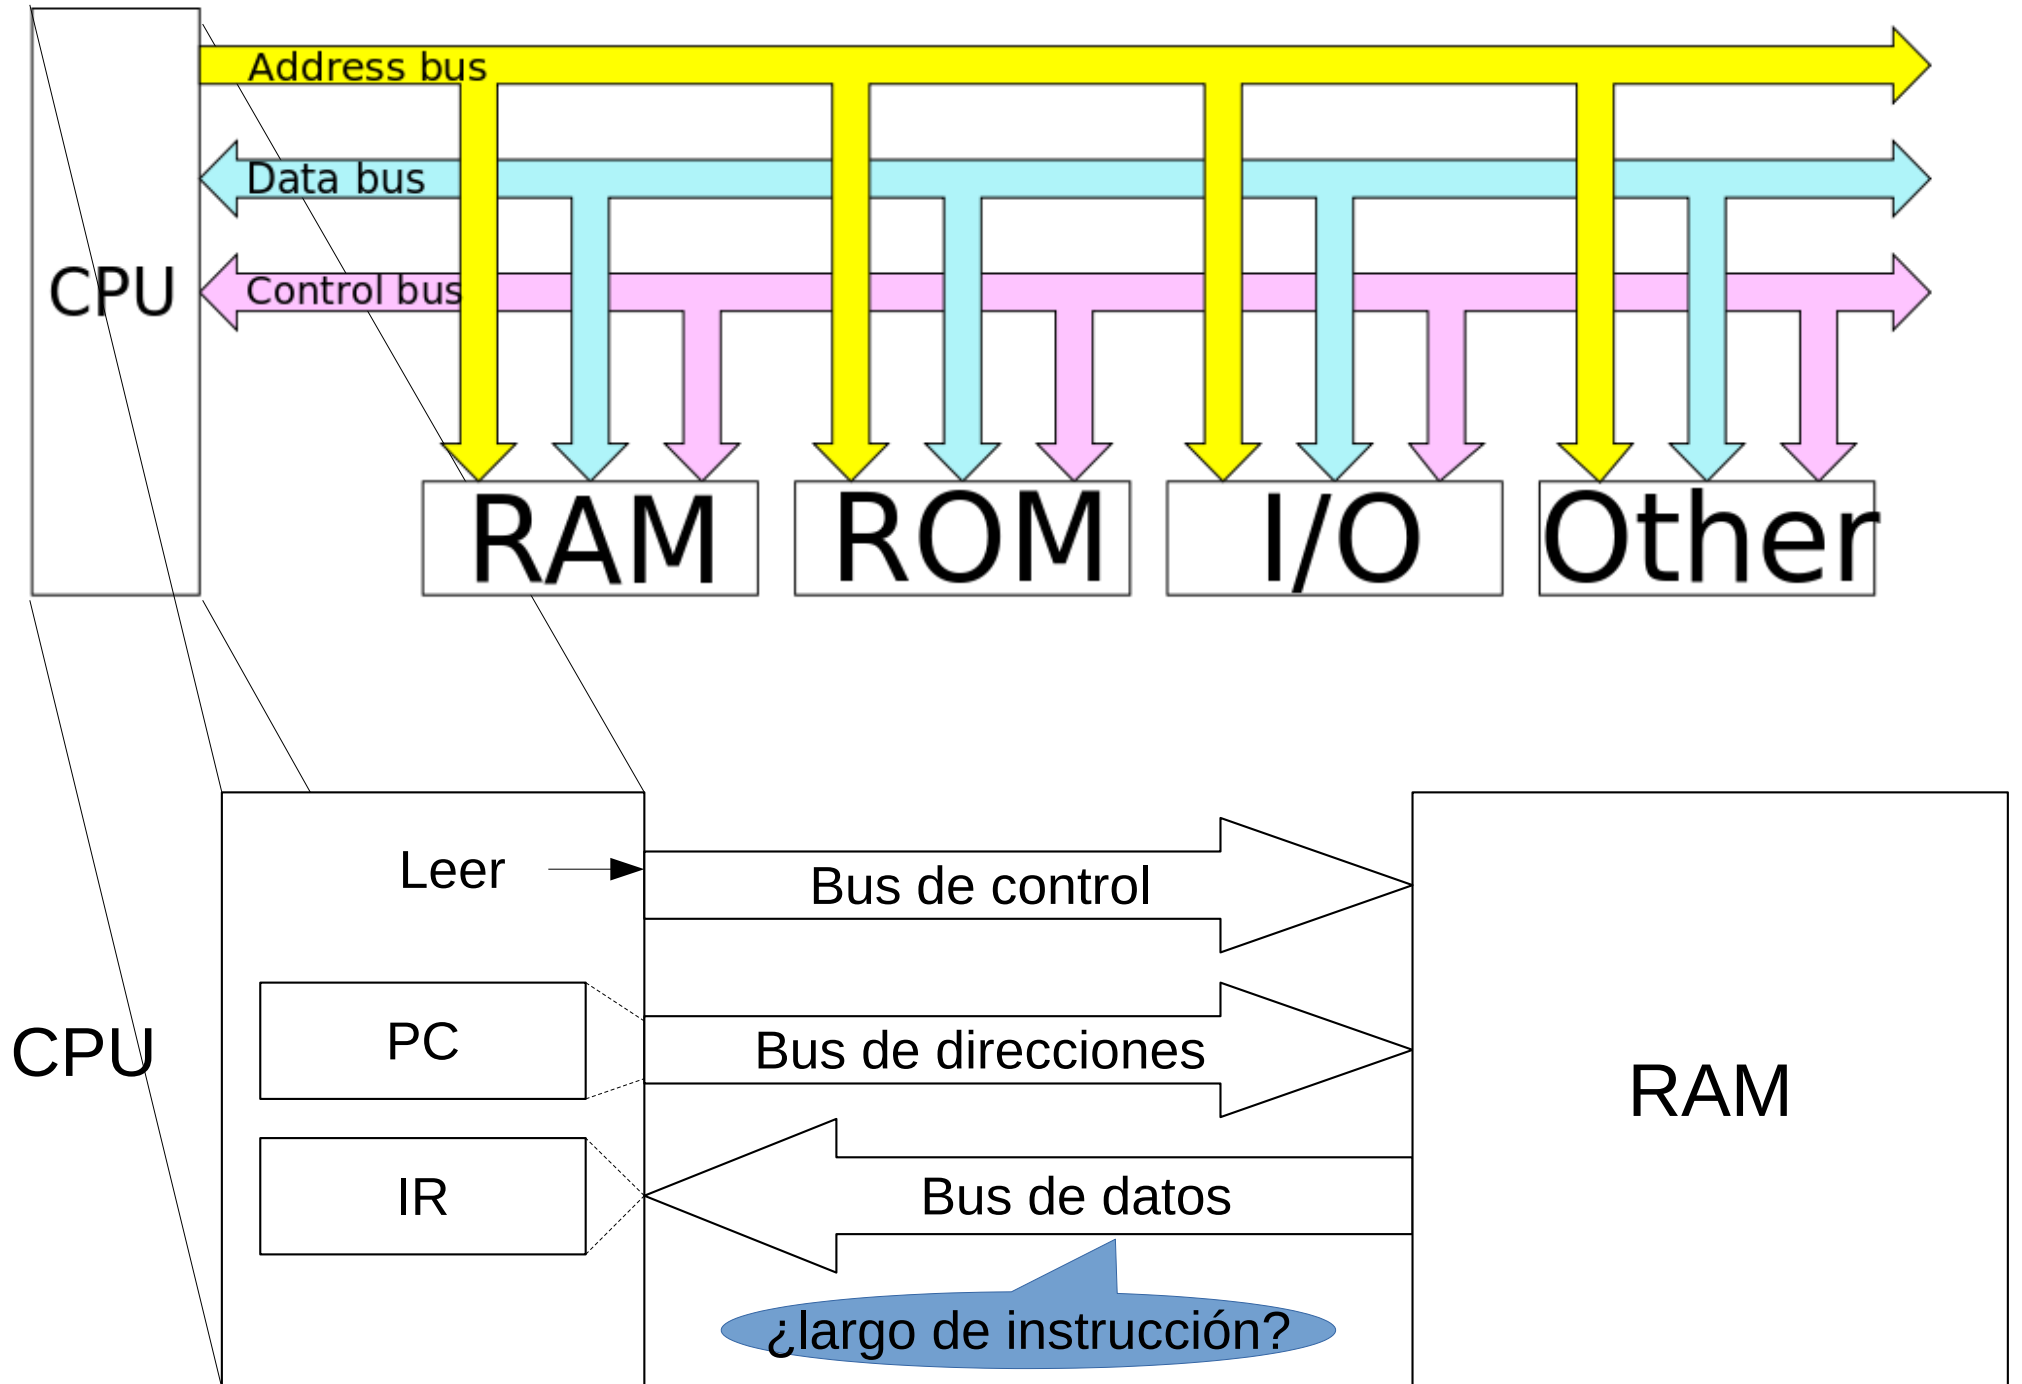 Address bus
Data bus
CPU
Control bus
RAM
ROM
I/O
Other
Leer
Bus de control
PC
Bus de direcciones
CPU
RAM
IR
Bus de datos
¿largo de instrucción?